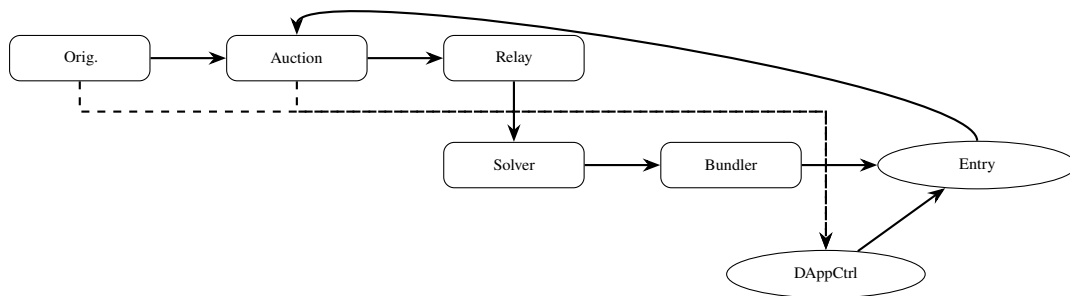 Orig.
Auction
Relay
Solver
Bundler
Entry
DAppCtrl